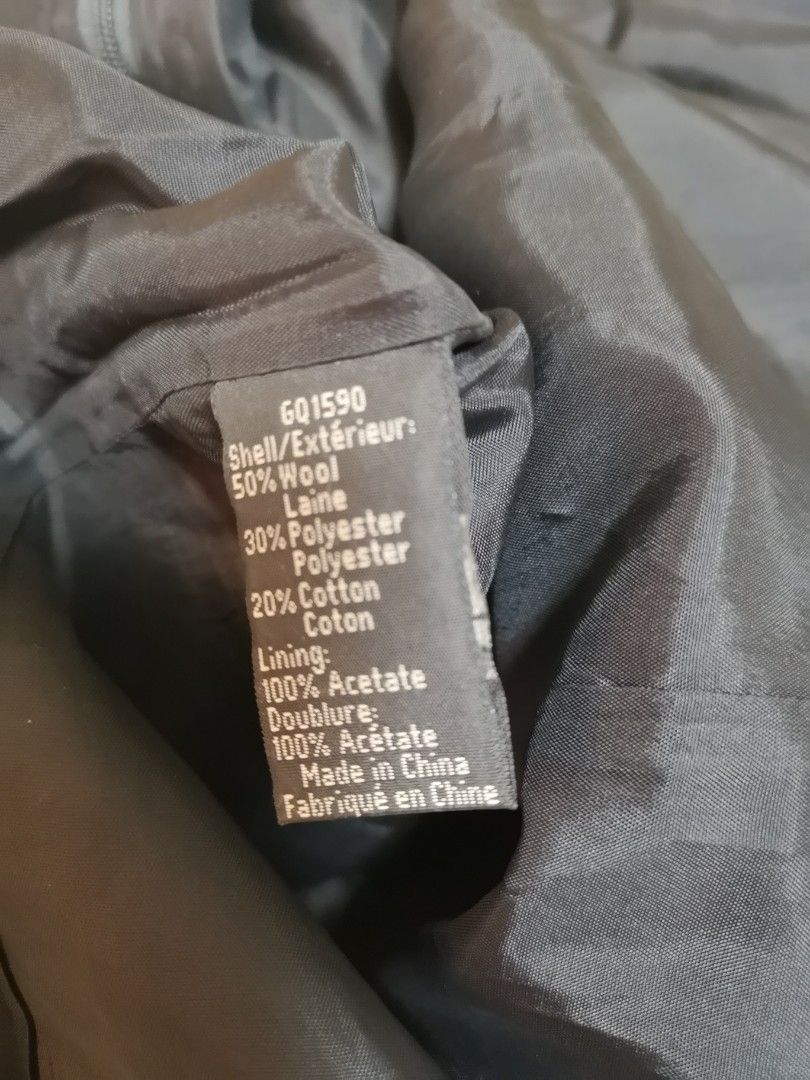 GQ1590
Shell/Extérieur:
50% Wool
Laine
30% Polyester
Polyester
20% Cotton
Coton
Lining:
100% Acetate
Doublure:
100% Acétate
Made in China
Fabriqué en Chine